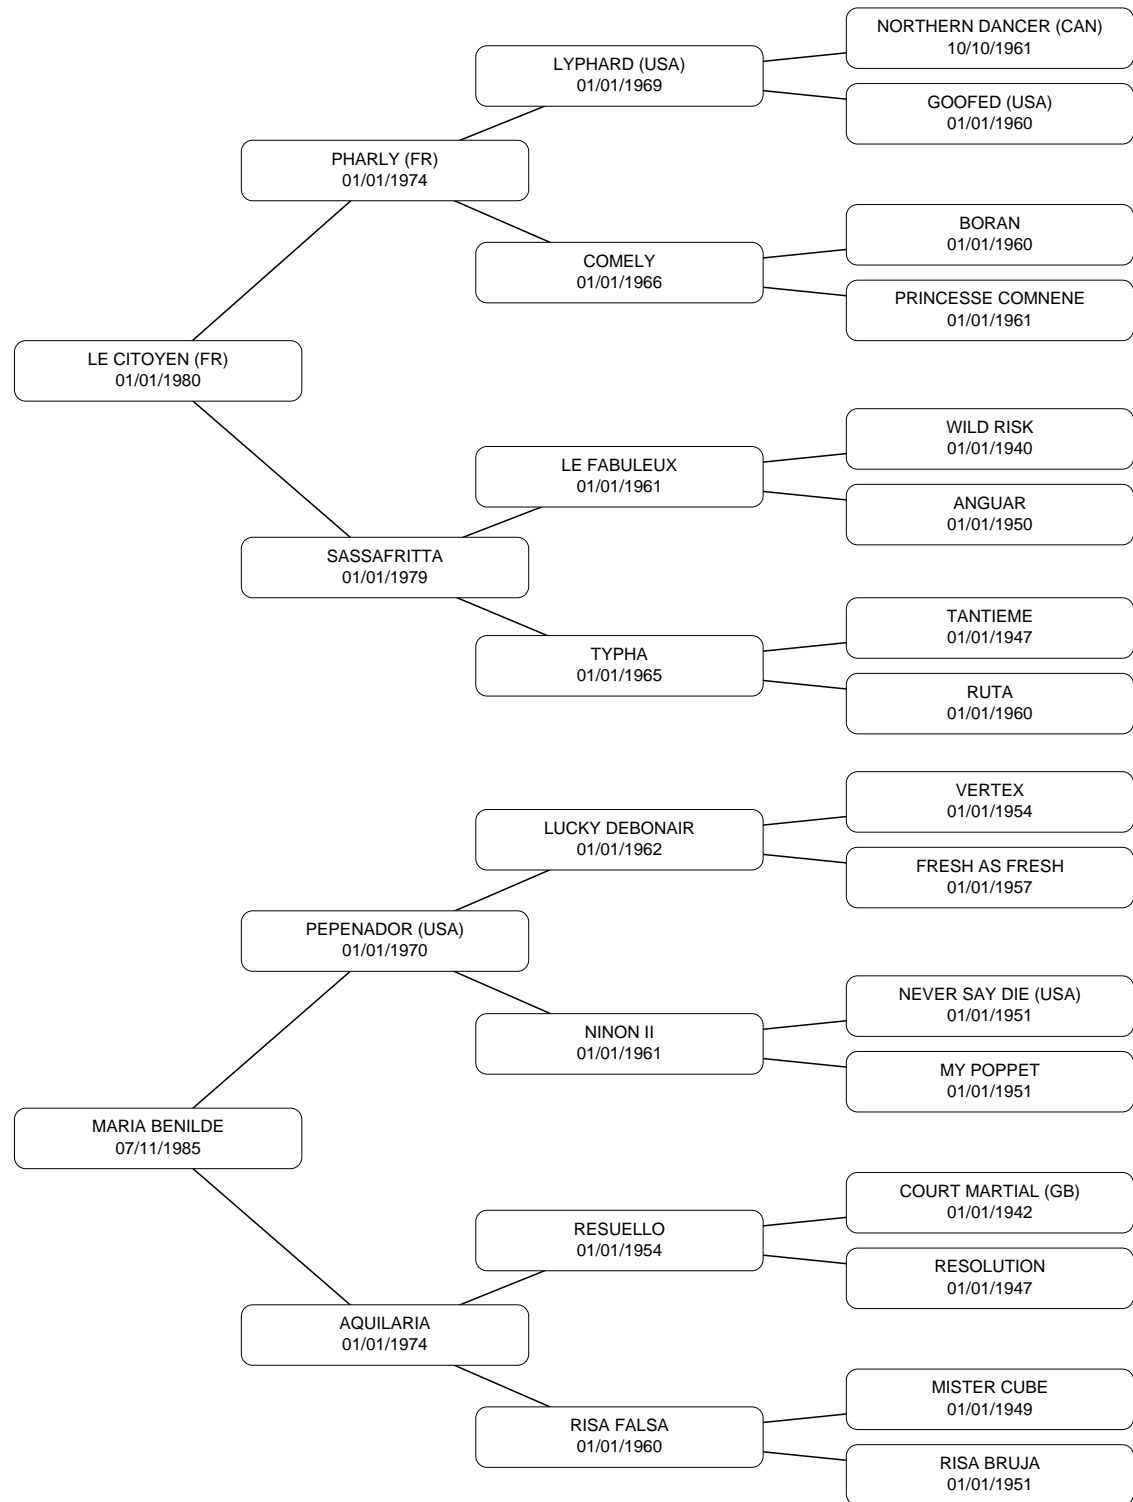 NORTHERN DANCER (CAN)
10/10/1961
LYPHARD (USA)
01/01/1969
GOOFED (USA)
01/01/1960
PHARLY (FR)
01/01/1974
BORAN
01/01/1960
COMELY
01/01/1966
PRINCESSE COMNENE
01/01/1961
LE CITOYEN (FR)
01/01/1980
WILD RISK
01/01/1940
LE FABULEUX
01/01/1961
ANGUAR
01/01/1950
SASSAFRITTA
01/01/1979
TANTIEME
01/01/1947
TYPHA
01/01/1965
RUTA
01/01/1960
VERTEX
01/01/1954
LUCKY DEBONAIR
01/01/1962
FRESH AS FRESH
01/01/1957
PEPENADOR (USA)
01/01/1970
NEVER SAY DIE (USA)
01/01/1951
NINON II
01/01/1961
MY POPPET
01/01/1951
MARIA BENILDE
07/11/1985
COURT MARTIAL (GB)
01/01/1942
RESUELLO
01/01/1954
RESOLUTION
01/01/1947
AQUILARIA
01/01/1974
MISTER CUBE
01/01/1949
RISA FALSA
01/01/1960
RISA BRUJA
01/01/1951